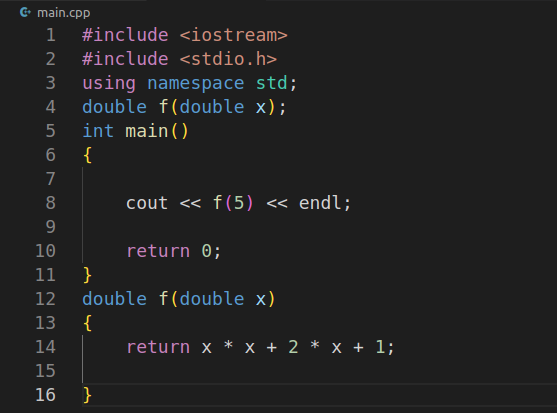 main.cpp
1 #include <iostream>
2 #include <stdio.h>
3 using namespace std;
4 double f(double x);
5 int main()
6 {
7
8     cout << f(5) << endl;
9
10     return 0;
11 }
12 double f(double x)
13 {
14     return x * x + 2 * x + 1;
15
16 }